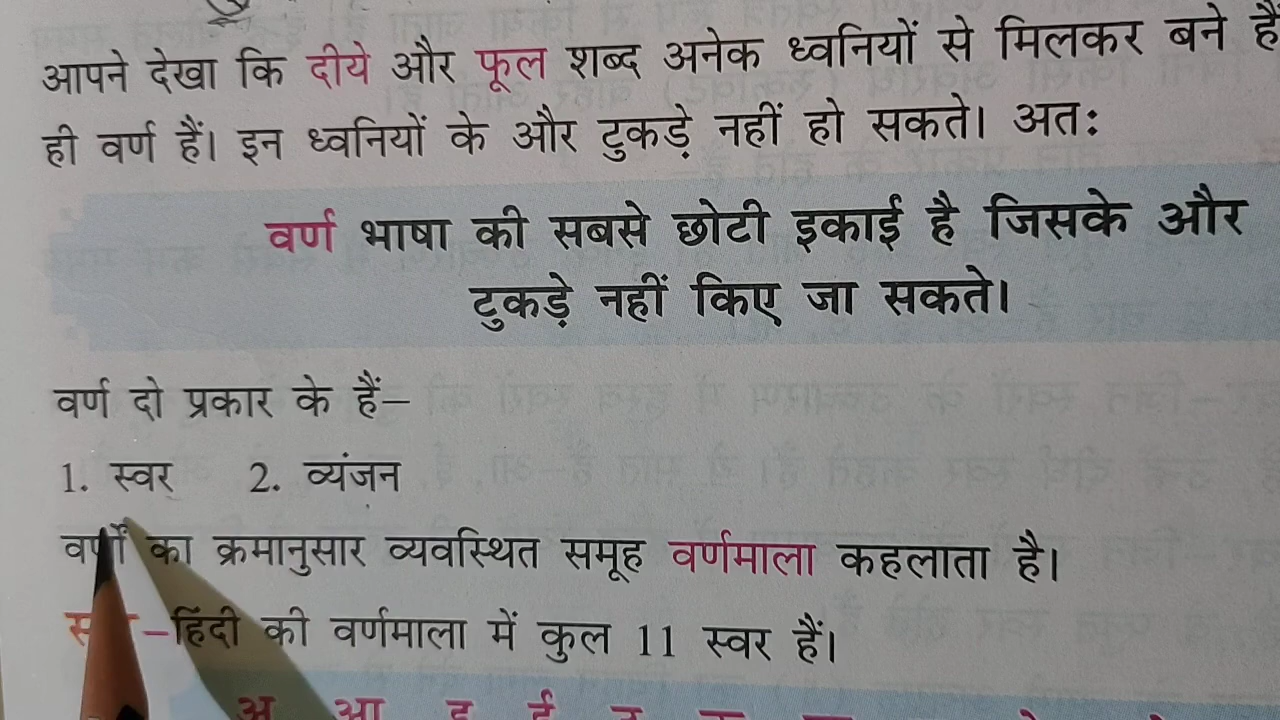 आपने देखा कि दीये और फूल शब्द अनेक ध्वनियों से मिलकर बने हैं
ही वर्ण हैं। इन ध्वनियों के और टुकड़े नहीं हो सकते। अतः
वर्ण भाषा की सबसे छोटी इकाई है जिसके और
टुकड़े नहीं किए जा सकते।
वर्ण दो प्रकार के हैं–
1. स्वर 2. व्यंजन
वर्णों का क्रमानुसार व्यवस्थित समूह वर्णमाला कहलाता है।
–हिंदी की वर्णमाला में कुल 11 स्वर हैं।
अ आ इ ई